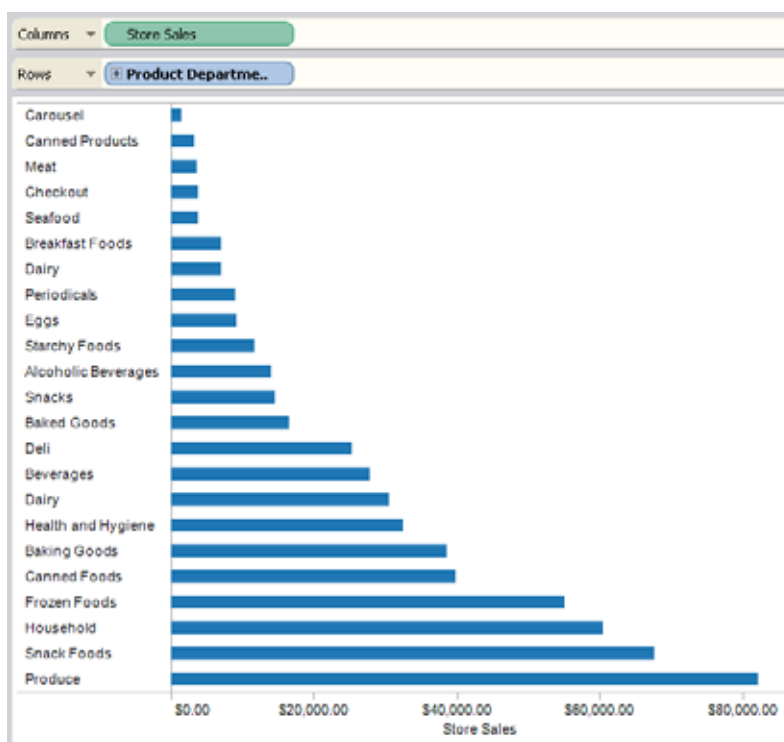 Columns Store Sales
Rows Product Departme..
Carousel
Canned Products
Meat
Checkout
Seafood
Breakfast Foods
Dairy
Periodicals
Eggs
Starchy Foods
Alcoholic Beverages
Snacks
Baked Goods
Deli
Beverages
Dairy
Health and Hygiene
Baking Goods
Canned Foods
Frozen Foods
Household
Snack Foods
Produce
$0.00 $20,000.00 $40,000.00 $60,000.00 $80,000.00
Store Sales